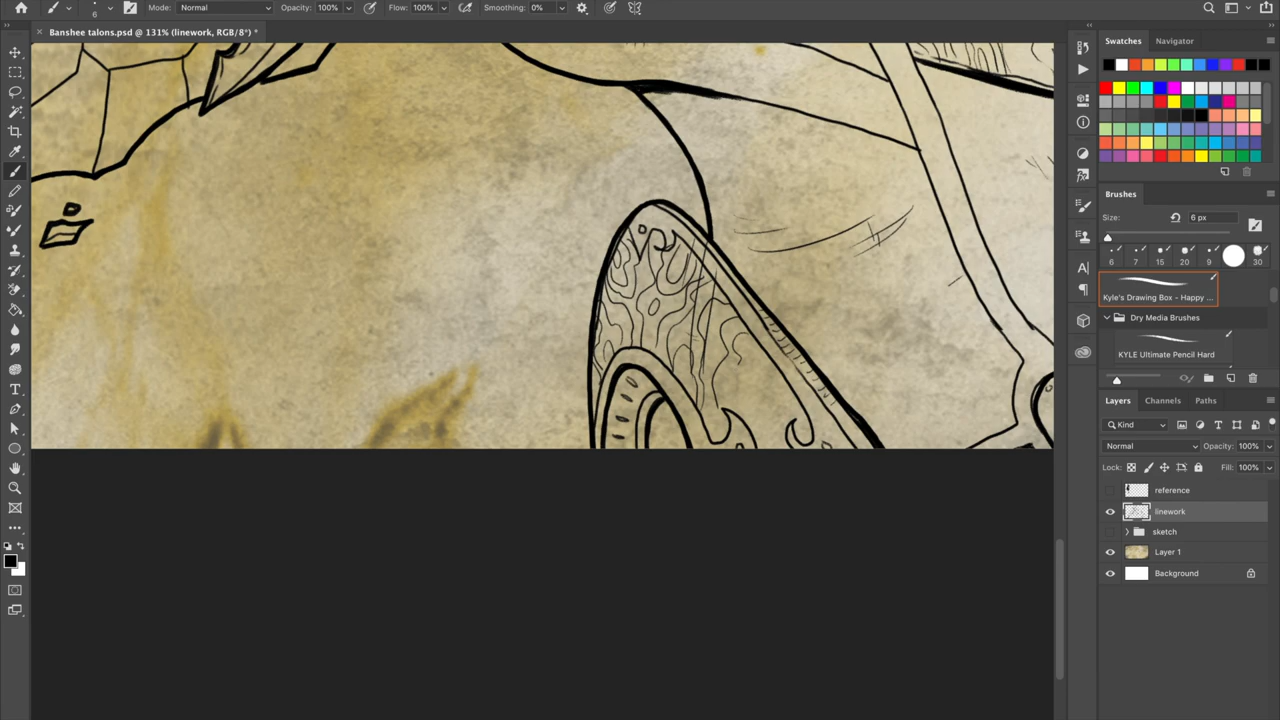 6
Mode: Normal
Opacity: 100%
Flow: 100%
Smoothing: 0%
× Banshee talons.psd @ 131% (linework, RGB/8*) *
Swatches
Navigator
Brushes
Size:
6 px
6 7 15 20 9 30
Kyle's Drawing Box - Happy ...
Dry Media Brushes
KYLE Ultimate Pencil Hard
Layers
Channels
Paths
Kind
Normal
Opacity: 100%
Lock:
Fill: 100%
reference
linework
sketch
Layer 1
Background